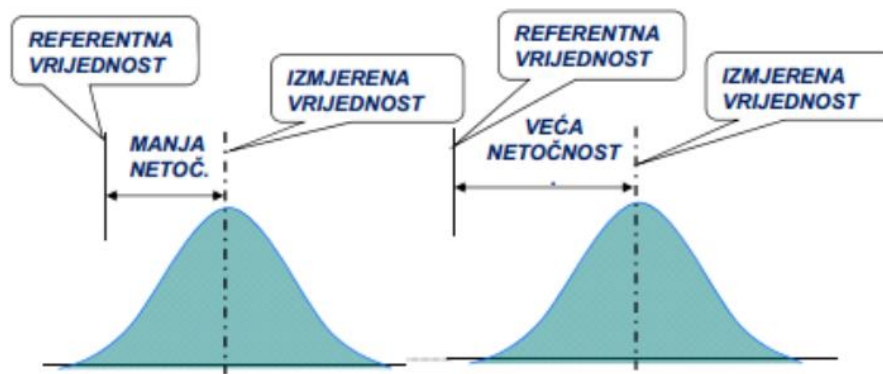 REFERENTNA
VRIJEDNOST
IZMJERENA
VRIJEDNOST
MANJA
NETOČ.
REFERENTNA
VRIJEDNOST
IZMJERENA
VRIJEDNOST
VEĆA
NETOČNOST